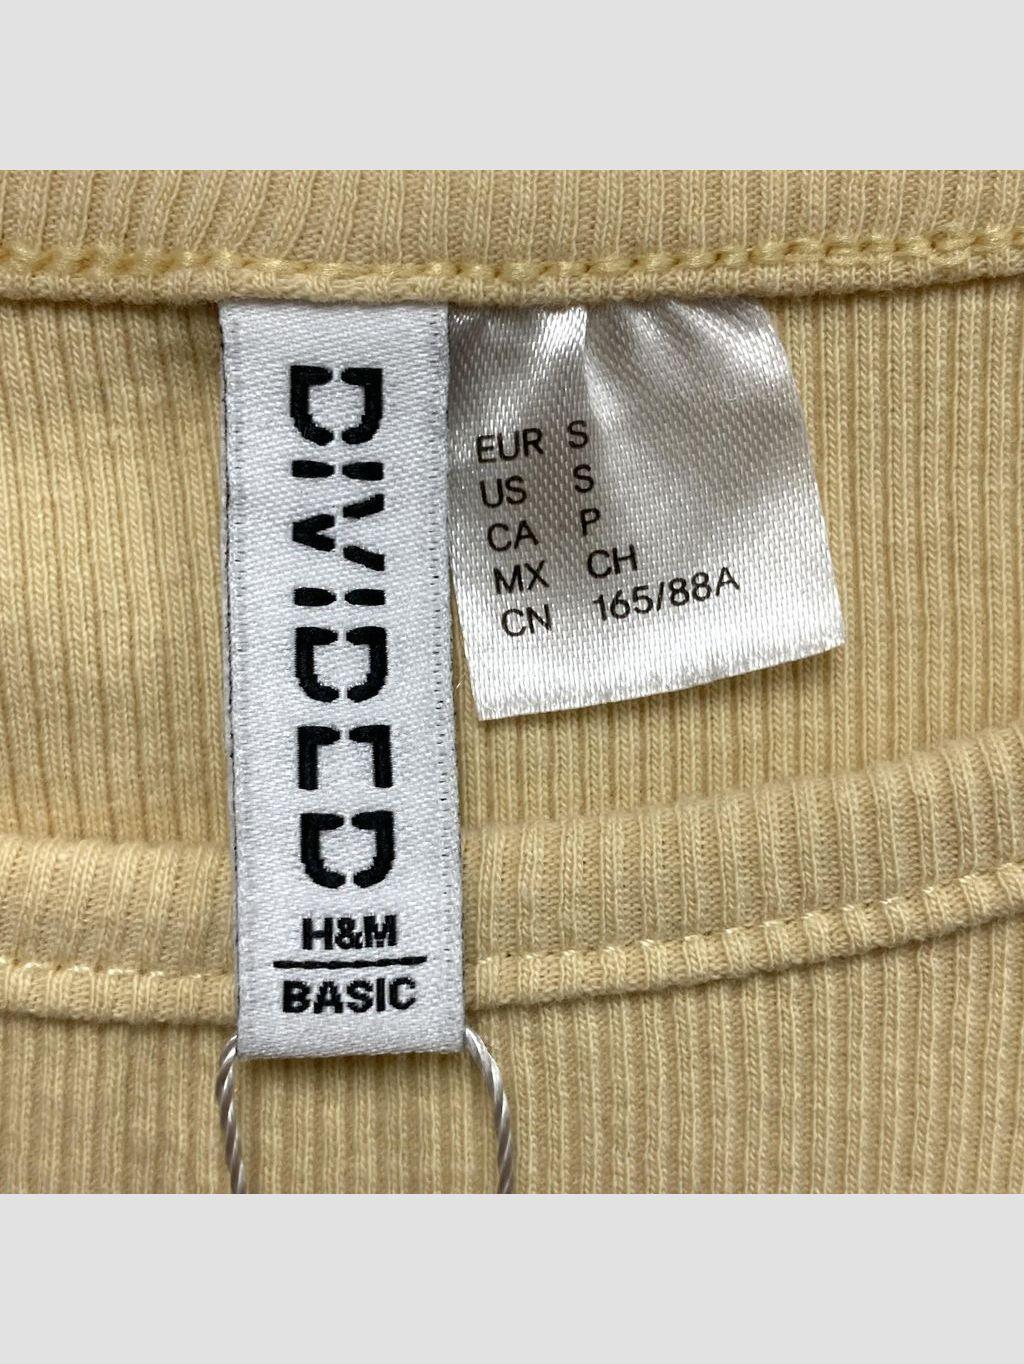 DIVIDED
H&M
BASIC
EUR S
US S
CA P
MX CH
CN 165/88A